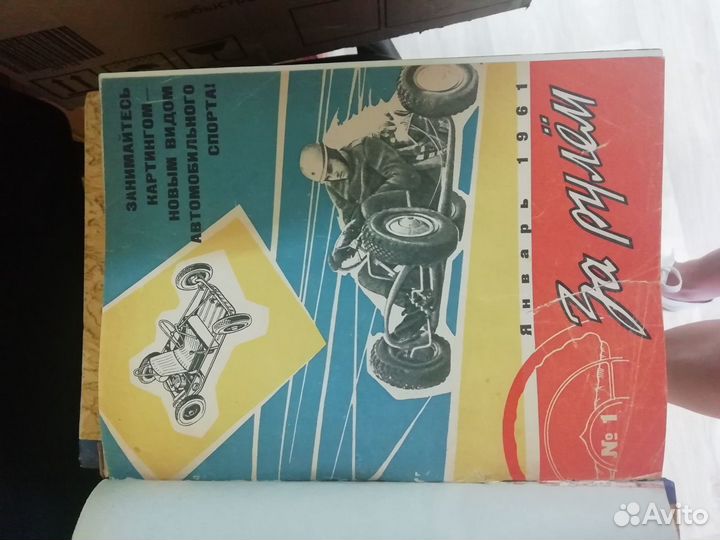 За рулём
Январь 1961
№ 1
ЗАНИМАЙТЕСЬ
КАРТИНГОМ —
НОВЫМ ВИДОМ
АВТОМОБИЛЬНОГО
СПОРТА!
Avito